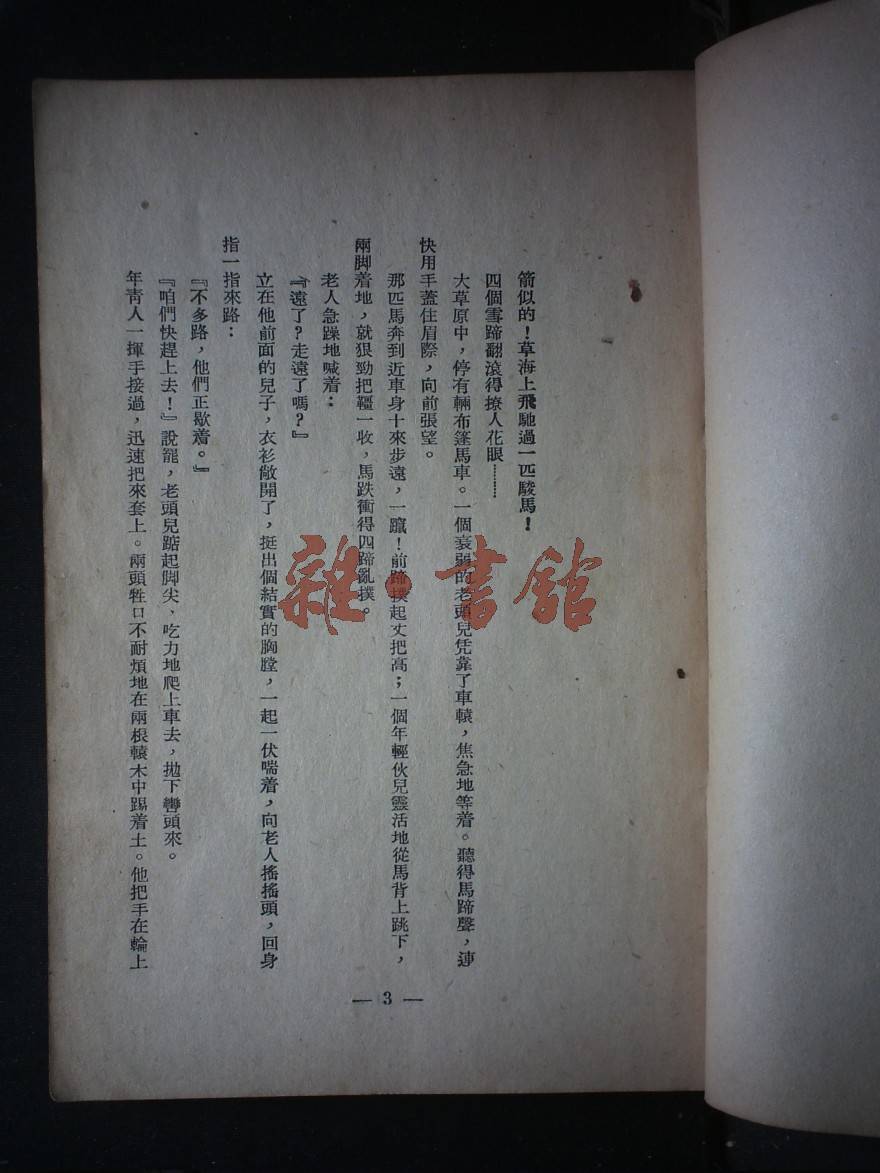 箭似的！草海上飛馳過一匹駿馬！
四個雪蹄翻滾得撩人花眼………
大草原中，停有輛布篷馬車。一個衰弱的老頭兒凭靠了車轅，焦急地等着。聽得馬蹄聲，連
快用手蓋住眉際，向前張望。
那匹馬奔到近車身十來步遠，一躥！前蹄撲起丈把高；一個年輕伙兒靈活地從馬背上跳下，
兩脚着地，就狠勁把韁一收，馬跌衝得四蹄亂撲。
老人急躁地喊着：
『遠了？走遠了嗎？』
立在他前面的兒子，衣衫敞開了，挺出個結實的胸膛，一起一伏喘着，向老人搖搖頭，回身
指一指來路：
『不多路，他們正歇着。』
『咱們快趕上去！』說罷，老頭兒踮起脚尖，吃力地爬上車去，拋下轡頭來。
年青人一揮手接過，迅速把來套上。兩頭牲口不耐煩地在兩根轅木中踢着土。他把手在輪上
— 3 —
雜·書館